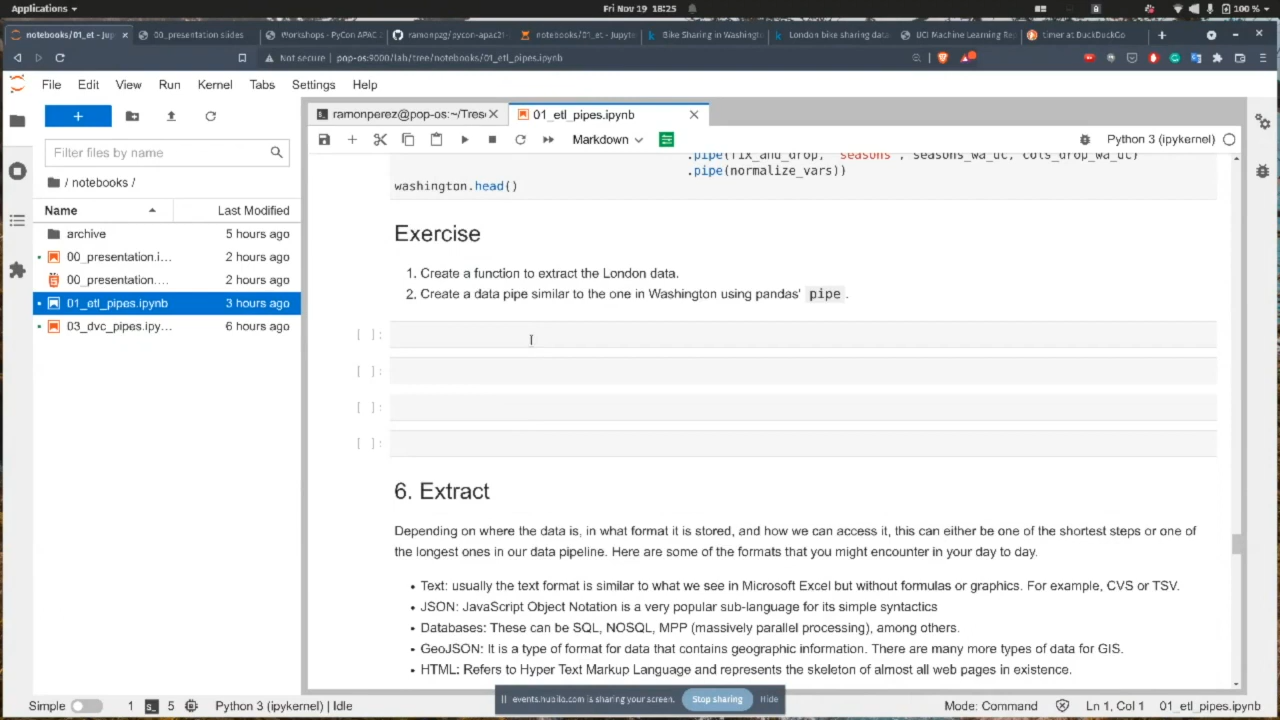 Applications
Fri Nov 19 18:25
100 %
notebooks/01_et - Jup
00_presentation slides
Workshops - PyCon APAC 2
ramonpzg/pycon-apac21
notebooks/01_et - Jupyte
Bike Sharing in Washingt
London bike sharing data
UCI Machine Learning Re
timer at DuckDuckGo
Not secure | pop-os:9000/lab/tree/notebooks/01_etl_pipes.ipynb
File Edit View Run Kernel Tabs Settings Help
ramonperez@pop-os:~/Tres
01_etl_pipes.ipynb
Markdown
Python 3 (ipykernel)
Filter files by name
/ notebooks /
Name Last Modified
archive 5 hours ago
00_presentation.i... 2 hours ago
00_presentation.... 2 hours ago
01_etl_pipes.ipynb 3 hours ago
03_dvc_pipes.ipy... 6 hours ago
.pipe(fix_and_drop, 'seasons', seasons_wa_dc, cols_drop_wa_dc)
.pipe(normalize_vars))
washington.head()
Exercise
1. Create a function to extract the London data.
2. Create a data pipe similar to the one in Washington using pandas' pipe.
[ ]:
[ ]:
[ ]:
[ ]:
6. Extract
Depending on where the data is, in what format it is stored, and how we can access it, this can either be one of the shortest steps or one of
the longest ones in our data pipeline. Here are some of the formats that you might encounter in your day to day.
• Text: usually the text format is similar to what we see in Microsoft Excel but without formulas or graphics. For example, CVS or TSV.
• JSON: JavaScript Object Notation is a very popular sub-language for its simple syntactics
• Databases: These can be SQL, NOSQL, MPP (massively parallel processing), among others.
• GeoJSON: It is a type of format for data that contains geographic information. There are many more types of data for GIS.
• HTML: Refers to Hyper Text Markup Language and represents the skeleton of almost all web pages in existence.
events.hubilo.com is sharing your screen. Stop sharing Hide
Simple 1 5 Python 3 (ipykernel) | Idle
Mode: Command Ln 1, Col 1 01_etl_pipes.ipynb